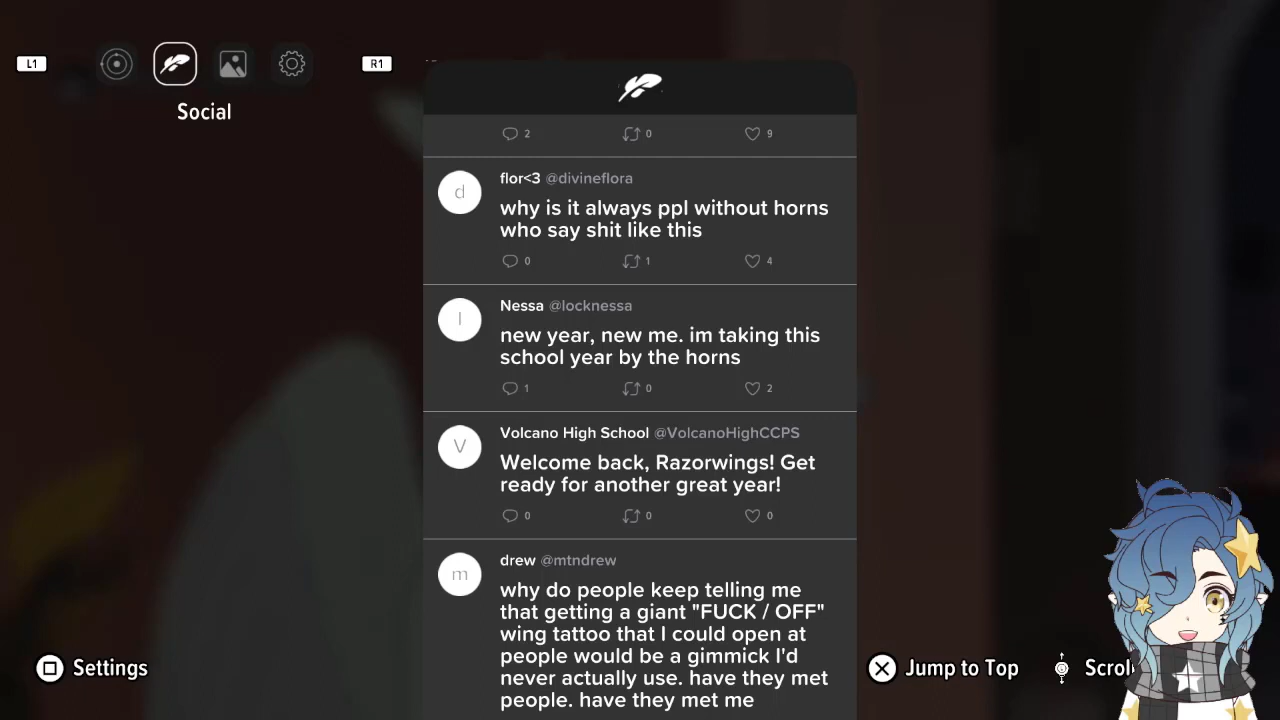 L1
R1
Social
2 0 9
d
flor<3 @divineflora
why is it always ppl without horns
who say shit like this
0 1 4
l
Nessa @locknessa
new year, new me. im taking this
school year by the horns
1 0 2
V
Volcano High School @VolcanoHighCCPS
Welcome back, Razorwings! Get
ready for another great year!
0 0 0
m
drew @mtndrew
why do people keep telling me
that getting a giant "FUCK / OFF"
wing tattoo that I could open at
people would be a gimmick I'd
never actually use. have they met
people. have they met me
Settings
Jump to Top
Scrol